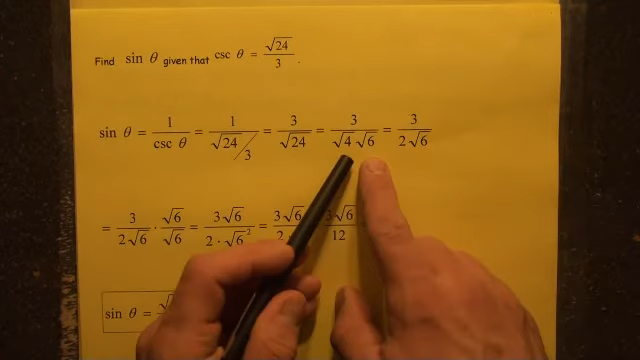 Find sin θ given that csc θ = √24/3.
sin θ = 1/csc θ = 1/(√24/3) = 3/√24 = 3/(√4√6) = 3/(2√6)
= 3/(2√6) · √6/√6 = 3√6/(2·√6²) = 3√6/2 3√6/12
sin θ =